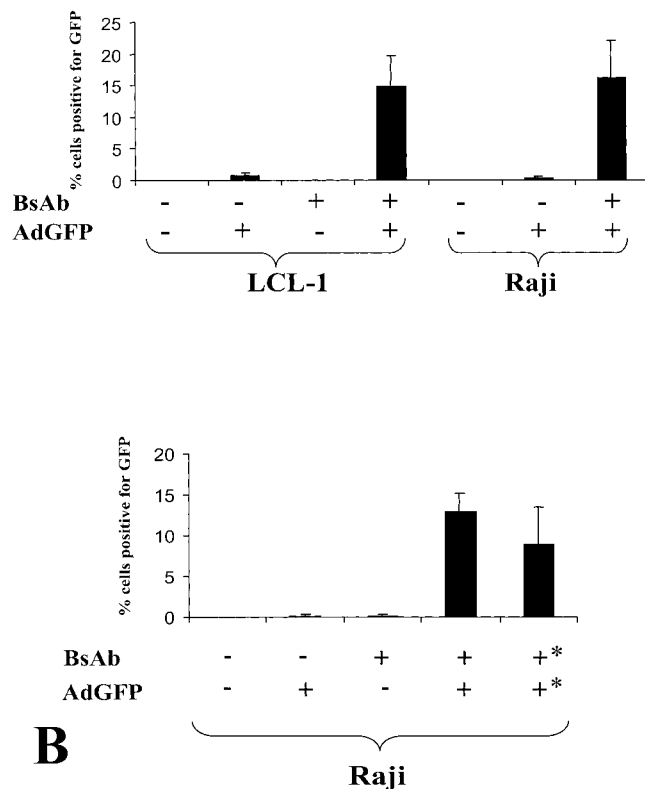 % cells positive for GFP
25
20
15
10
5
0
BsAb - - + + - - +
AdGFP - + - + - + +
LCL-1 Raji
% cells positive for GFP
20
15
10
5
0
BsAb - - + + +*
AdGFP - + - + +*
B
Raji